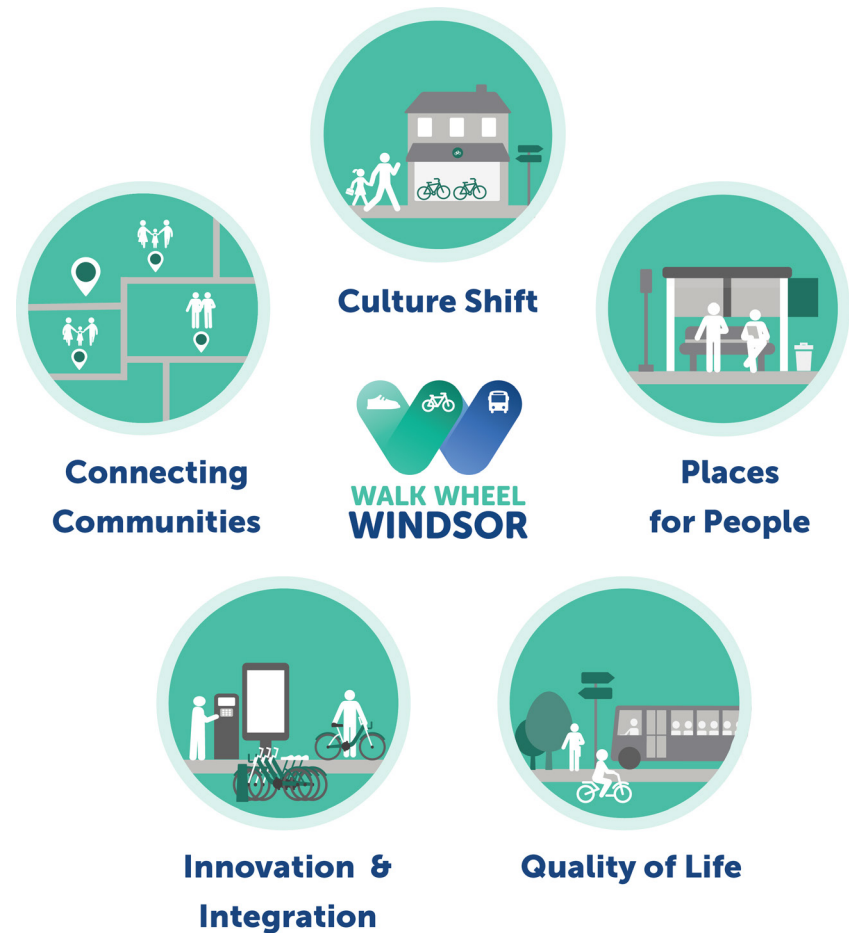 Culture Shift
Connecting
Communities
WALK WHEEL
WINDSOR
Places
for People
Innovation &
Integration
Quality of Life